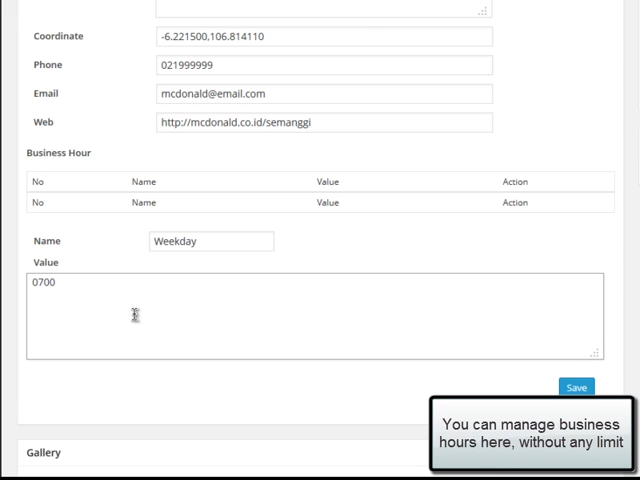 Coordinate -6.221500,106.814110
Phone 021999999
Email mcdonald@email.com
Web http://mcdonald.co.id/semanggi
Business Hour
No Name Value Action
No Name Value Action
Name Weekday
Value
0700
Save
You can manage business
hours here, without any limit
Gallery